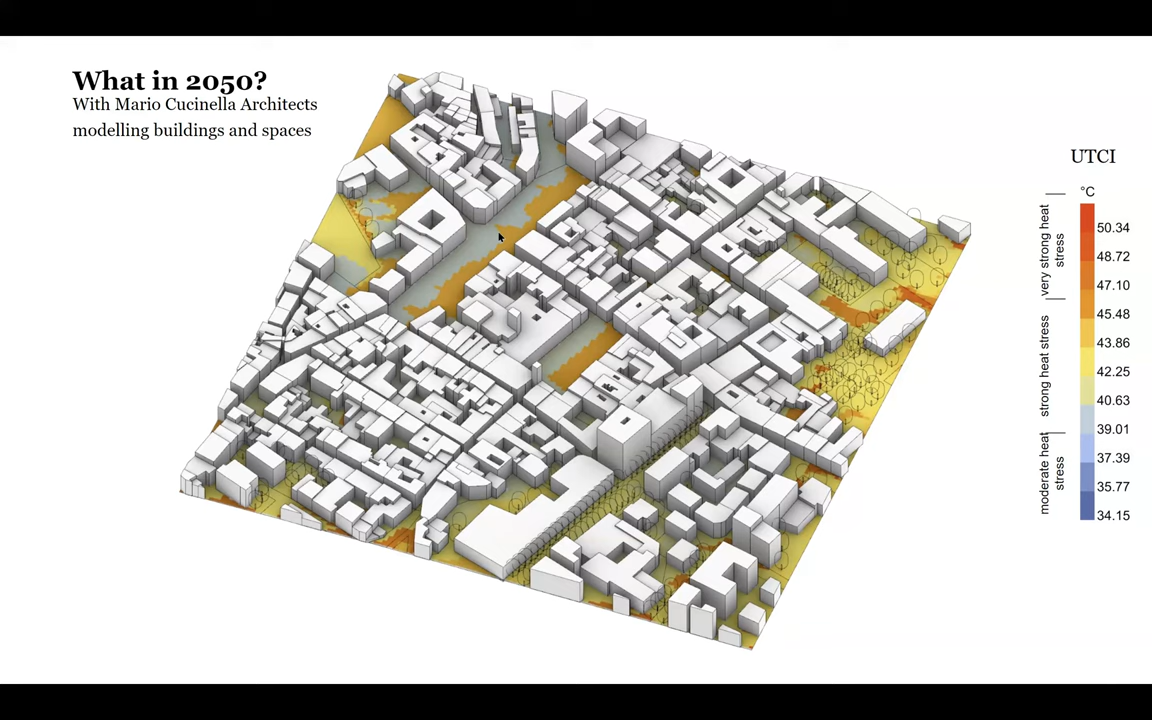 What in 2050?
With Mario Cucinella Architects
modelling buildings and spaces
UTCI
°C
very strong heat
stress
strong heat stress
moderate heat
stress
50.34
48.72
47.10
45.48
43.86
42.25
40.63
39.01
37.39
35.77
34.15